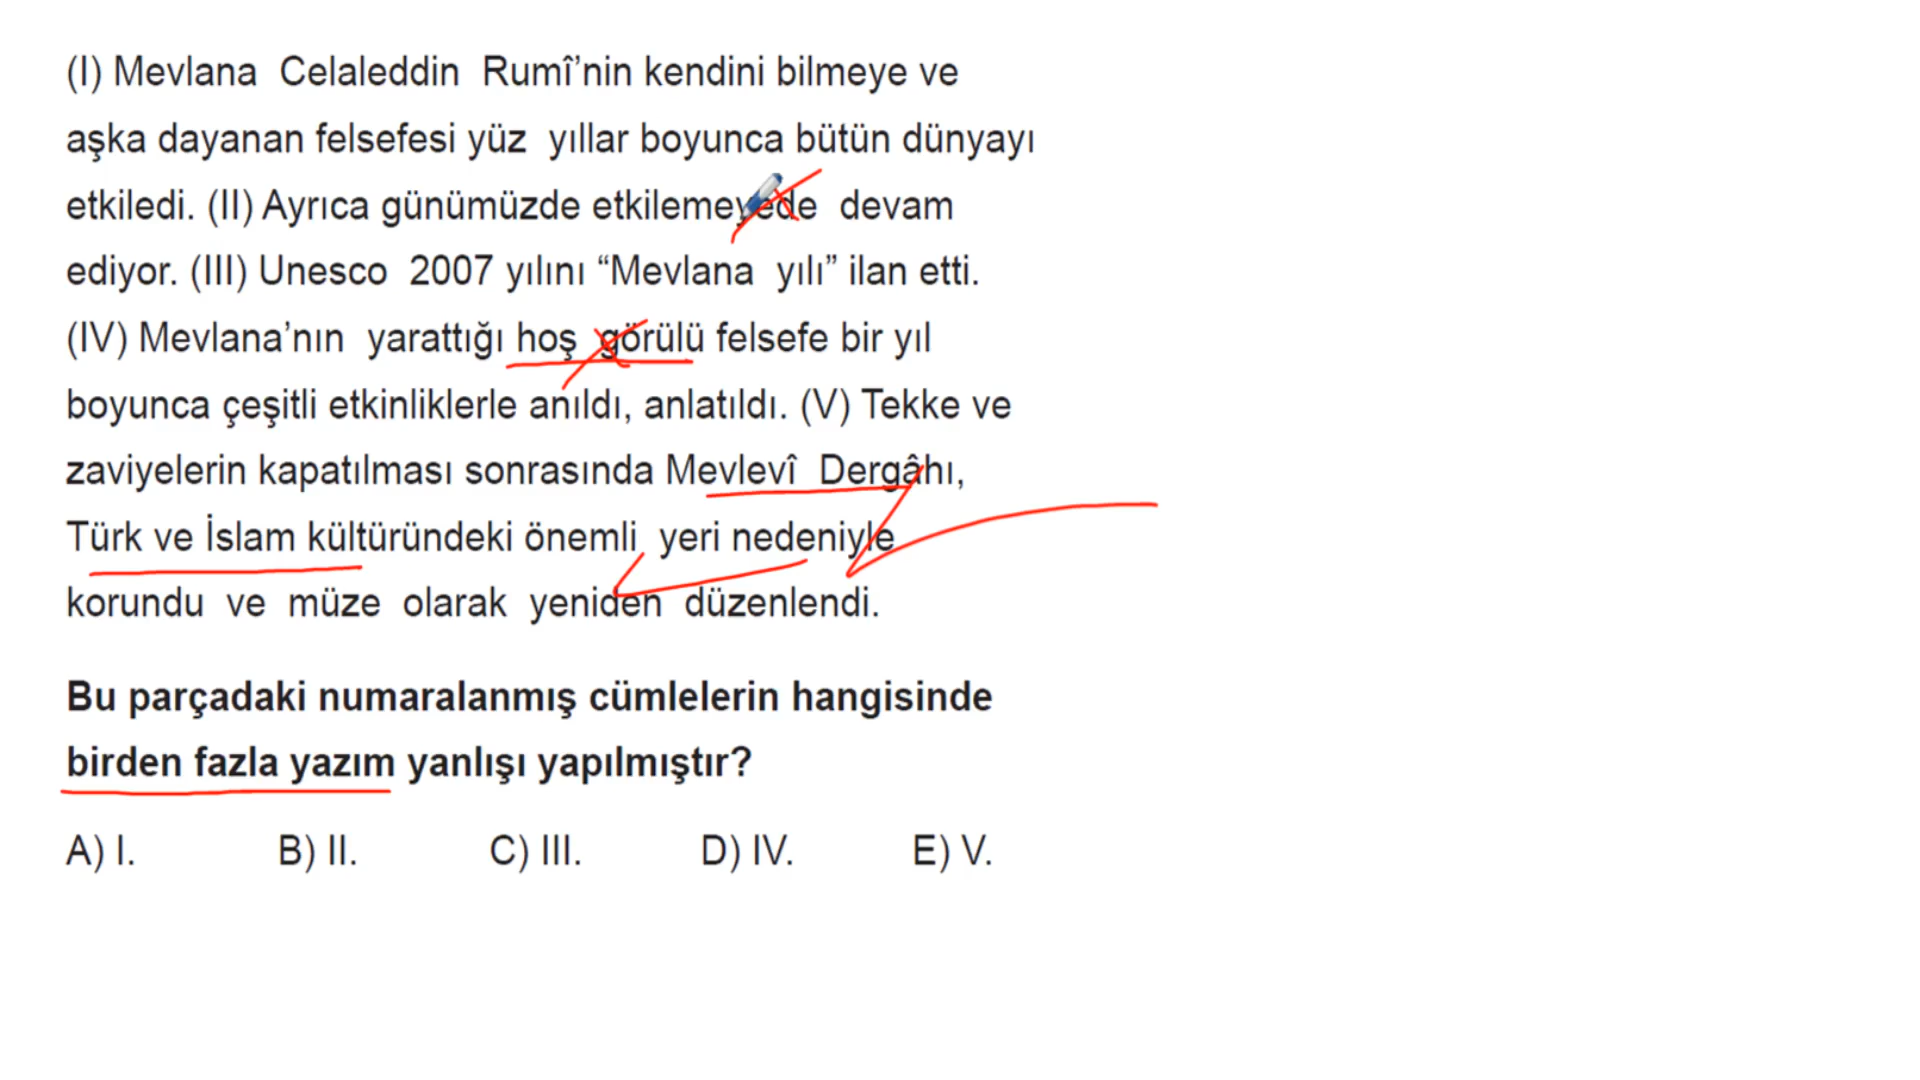 (I) Mevlana Celaleddin Rumî’nin kendini bilmeye ve
aşka dayanan felsefesi yüz yıllar boyunca bütün dünyayı
etkiledi. (II) Ayrıca günümüzde etkilemeyede devam
ediyor. (III) Unesco 2007 yılını “Mevlana yılı” ilan etti.
(IV) Mevlana’nın yarattığı hoş görülü felsefe bir yıl
boyunca çeşitli etkinliklerle anıldı, anlatıldı. (V) Tekke ve
zaviyelerin kapatılması sonrasında Mevlevî Dergâhı,
Türk ve İslam kültüründeki önemli yeri nedeniyle
korundu ve müze olarak yeniden düzenlendi.
Bu parçadaki numaralanmış cümlelerin hangisinde
birden fazla yazım yanlışı yapılmıştır?
A) I. B) II. C) III. D) IV. E) V.